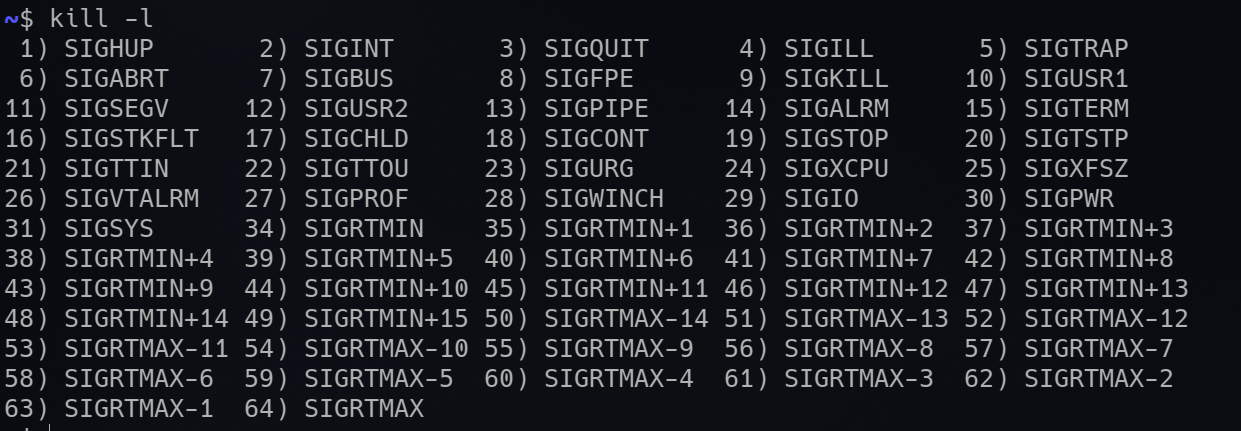 ~$ kill -l
 1) SIGHUP       2) SIGINT       3) SIGQUIT      4) SIGILL       5) SIGTRAP
 6) SIGABRT      7) SIGBUS       8) SIGFPE       9) SIGKILL     10) SIGUSR1
11) SIGSEGV     12) SIGUSR2     13) SIGPIPE     14) SIGALRM     15) SIGTERM
16) SIGSTKFLT   17) SIGCHLD     18) SIGCONT     19) SIGSTOP     20) SIGTSTP
21) SIGTTIN     22) SIGTTOU     23) SIGURG      24) SIGXCPU     25) SIGXFSZ
26) SIGVTALRM   27) SIGPROF     28) SIGWINCH    29) SIGIO       30) SIGPWR
31) SIGSYS      34) SIGRTMIN    35) SIGRTMIN+1  36) SIGRTMIN+2  37) SIGRTMIN+3
38) SIGRTMIN+4  39) SIGRTMIN+5  40) SIGRTMIN+6  41) SIGRTMIN+7  42) SIGRTMIN+8
43) SIGRTMIN+9  44) SIGRTMIN+10 45) SIGRTMIN+11 46) SIGRTMIN+12 47) SIGRTMIN+13
48) SIGRTMIN+14 49) SIGRTMIN+15 50) SIGRTMAX-14 51) SIGRTMAX-13 52) SIGRTMAX-12
53) SIGRTMAX-11 54) SIGRTMAX-10 55) SIGRTMAX-9  56) SIGRTMAX-8  57) SIGRTMAX-7
58) SIGRTMAX-6  59) SIGRTMAX-5  60) SIGRTMAX-4  61) SIGRTMAX-3  62) SIGRTMAX-2
63) SIGRTMAX-1  64) SIGRTMAX